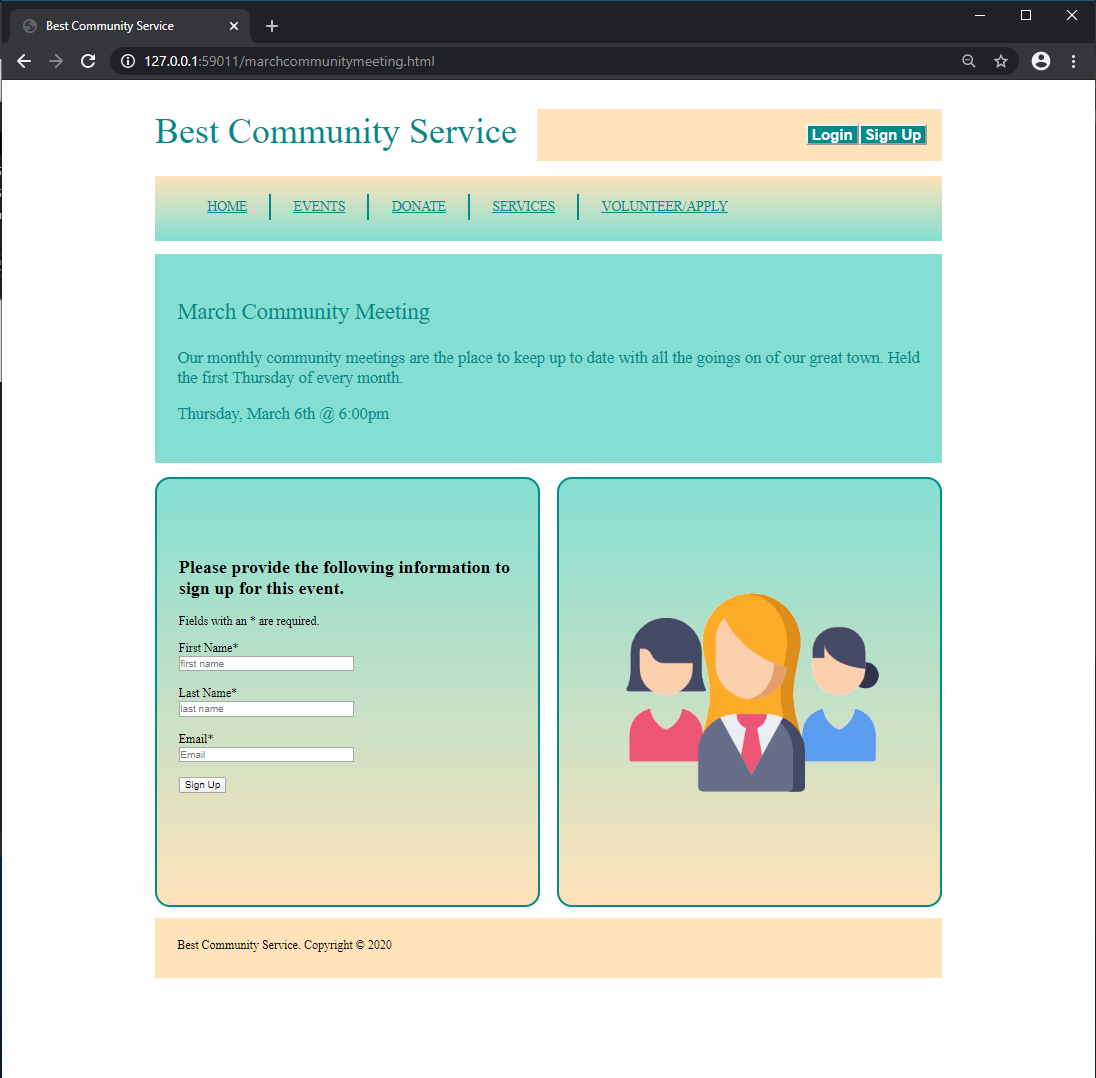 Best Community Service
127.0.0.1:59011/marchcommunitymeeting.html
Best Community Service
Login Sign Up
HOME EVENTS DONATE SERVICES VOLUNTEER/APPLY
March Community Meeting
Our monthly community meetings are the place to keep up to date with all the goings on of our great town. Held
the first Thursday of every month.
Thursday, March 6th @ 6:00pm
Please provide the following information to
sign up for this event.
Fields with an * are required.
First Name*
first name
Last Name*
last name
Email*
Email
Sign Up
Best Community Service. Copyright © 2020